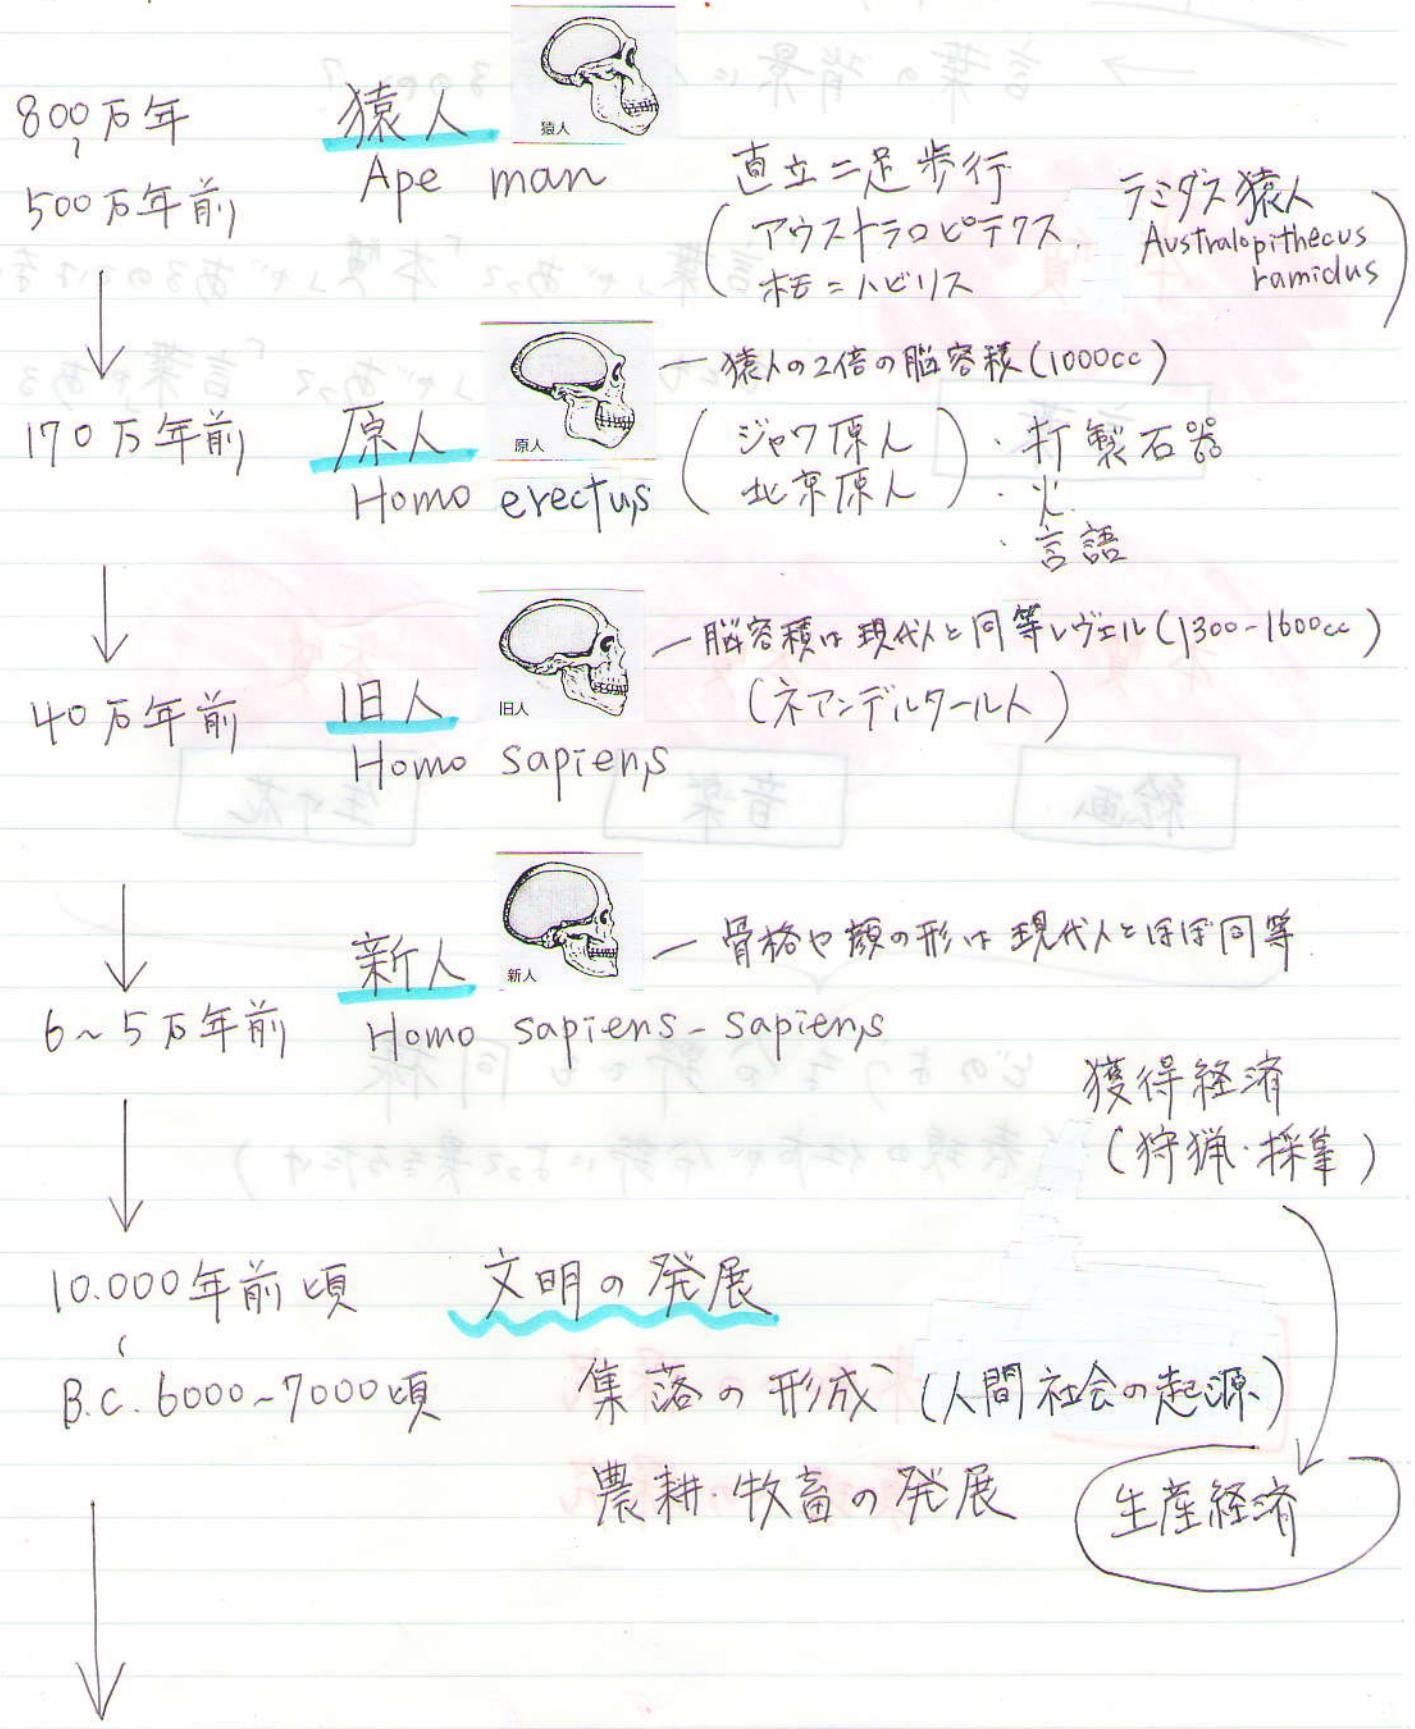 800万年
〜
500万年前
猿人
Ape man
猿人
直立二足歩行
アウストラロピテクス.
ホモ=ハビリス
ラミダス猿人
Australopithecus
ramidus
170万年前
原人
Homo erectus
原人
猿人の2倍の脳容積(1000cc)
ジャワ原人
北京原人
・打製石器
・火.
・言語
40万年前
旧人
Homo sapiens
旧人
脳容積は現代人と同等レヴェル(1300-1600cc)
(ネアンデルタール人)
6〜5万年前
新人
Homo sapiens-sapiens
新人
骨格や顔の形は現代人とほぼ同等.
獲得経済
(狩猟・採集)
10.000年前頃
〜
B.C. 6000~7000頃
文明の発展
集落の形成 (人間社会の起源)
農耕・牧畜の発展
生産経済